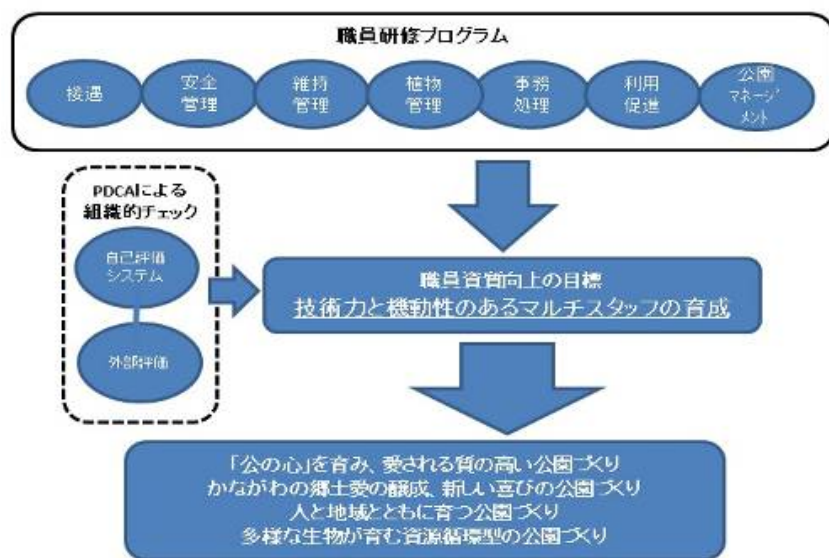 職員研修プログラム
接遇
安全
管理
維持
管理
植物
管理
事務
処理
利用
促進
公園
マネージ
メント
PDCAによる
組織的チェック
自己評価
システム
外部評価
職員資質向上の目標
技術力と機動性のあるマルチスタッフの育成
「公の心」を育み、愛される質の高い公園づくり
かながわの郷土愛の醸成、新しい喜びの公園づくり
人と地域とともに育つ公園づくり
多様な生物が育む資源循環型の公園づくり